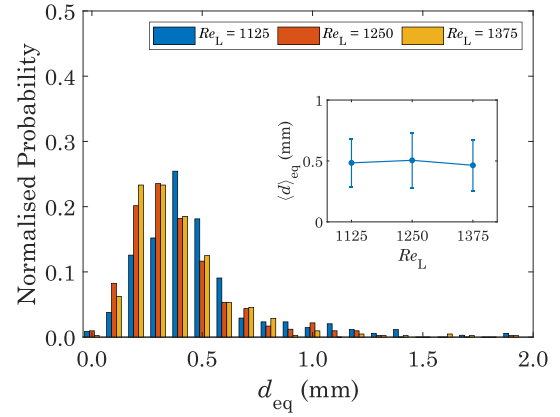 Re_L = 1125 Re_L = 1250 Re_L = 1375
Normalised Probability
0.5
0.4
0.3
0.2
0.1
0.0
0.0 0.5 1.0 1.5 2.0
d_eq (mm)
⟨d⟩_eq (mm)
1
0.5
0
1125 1250 1375
Re_L